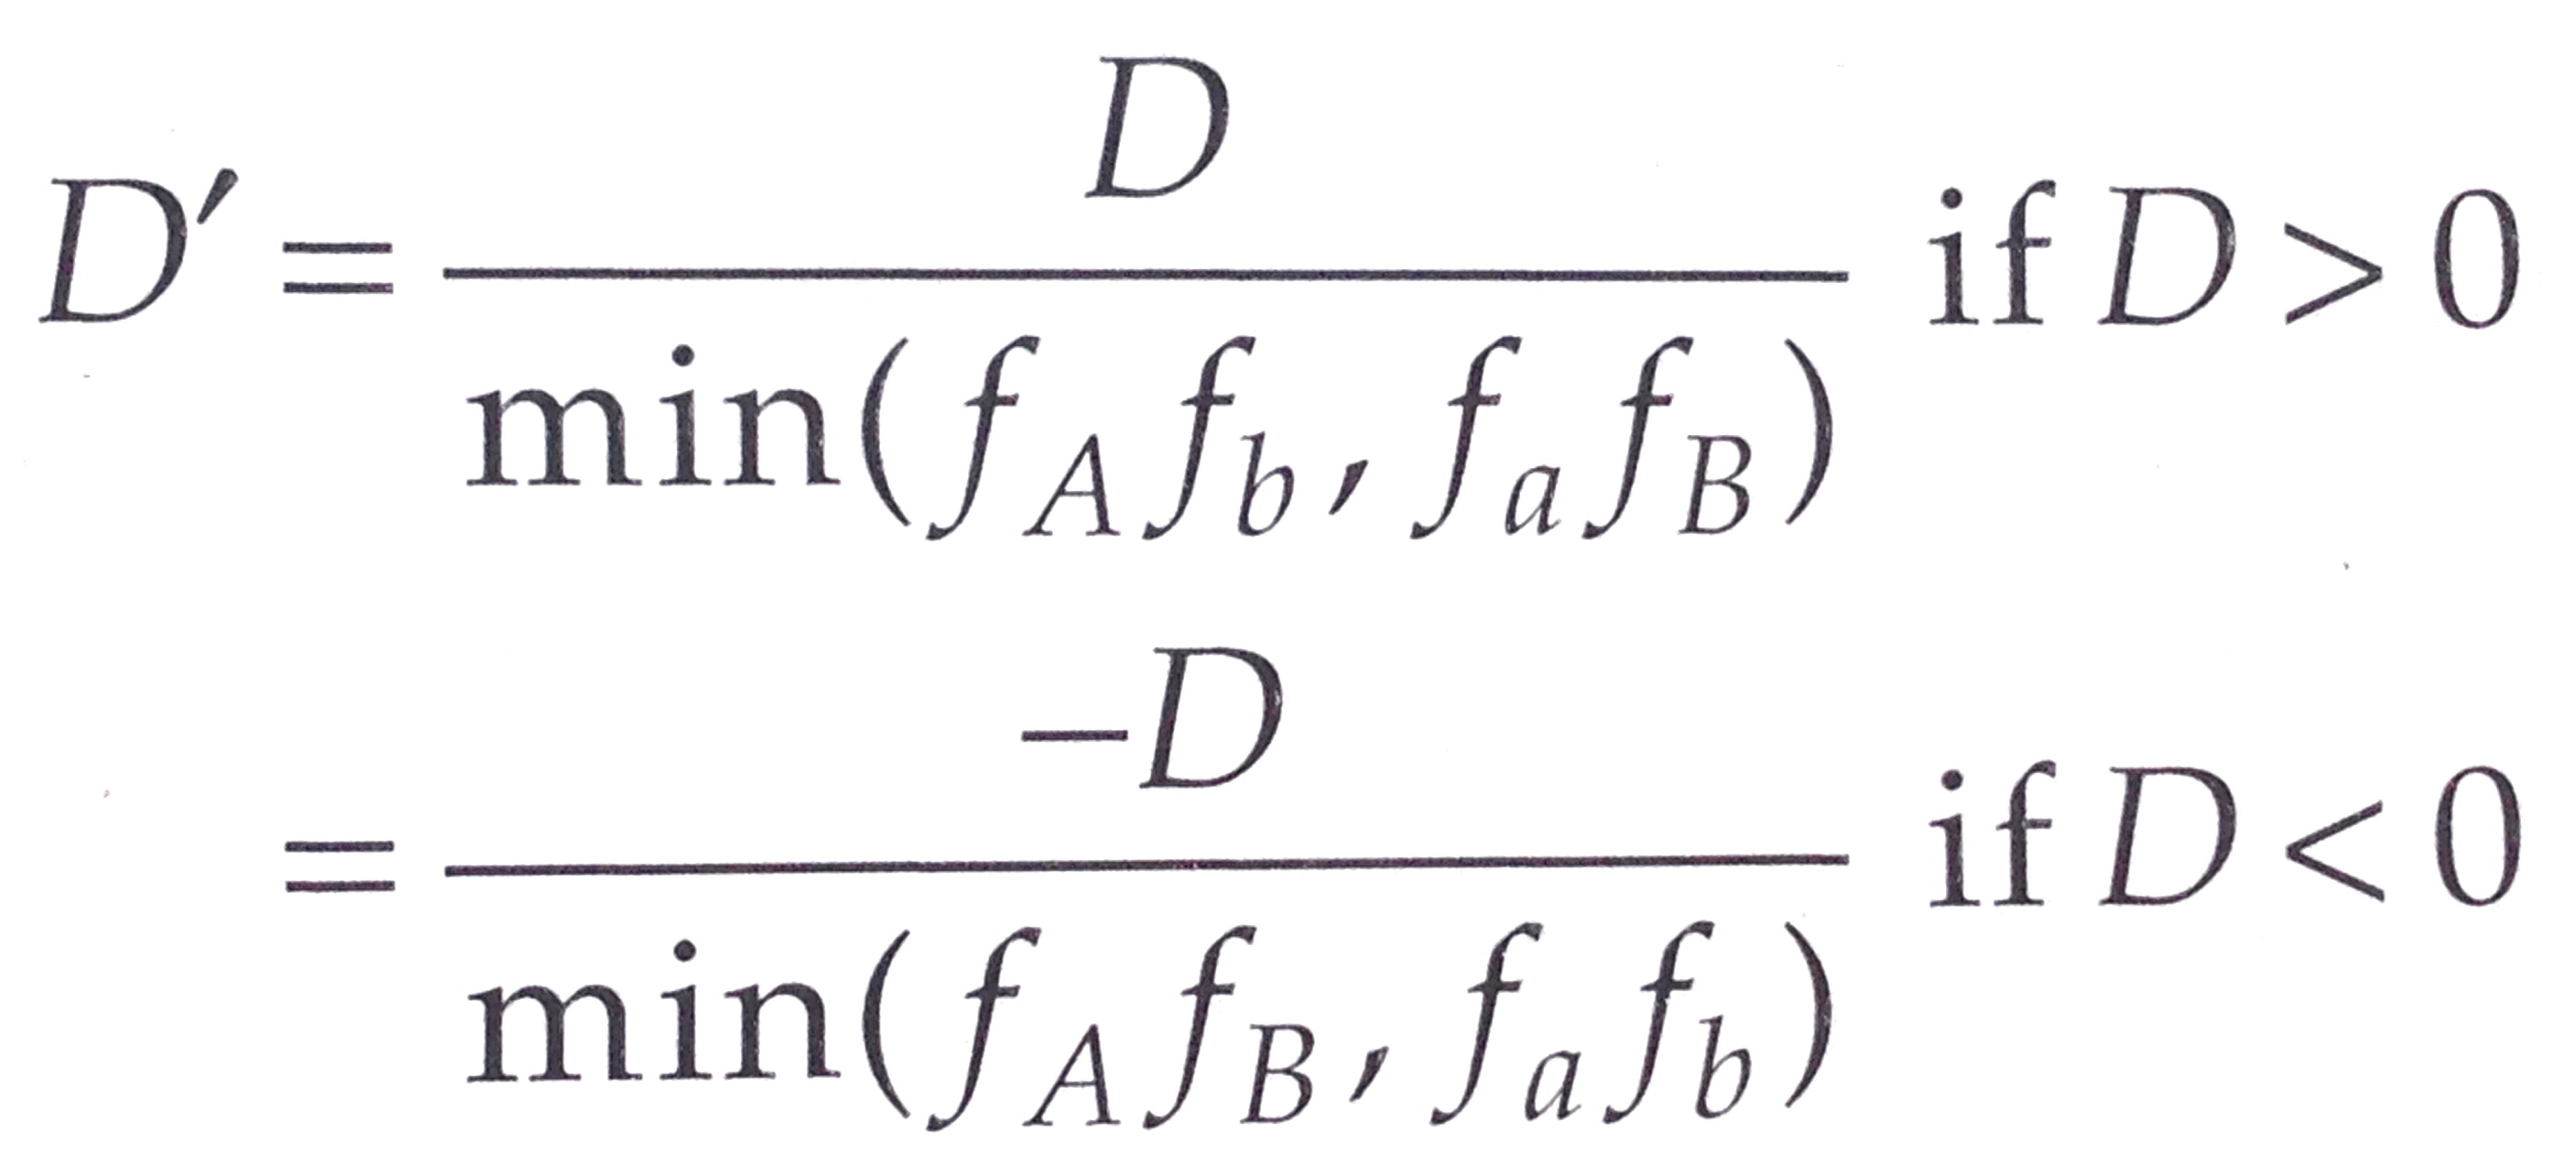 D′ = D / min(f_A f_b, f_a f_B) if D > 0
= −D / min(f_A f_B, f_a f_b) if D < 0